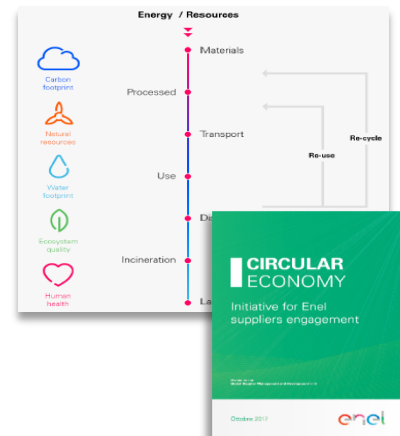 Energy / Resources
Materials
Carbon
footprint
Processed
Natural
resources
Transport
Re-cycle
Re-use
Use
Water
footprint
Ecosystem
quality
Incineration
Human
health
CIRCULAR
ECONOMY
Initiative for Enel
suppliers engagement
Ottobre 2017
enel